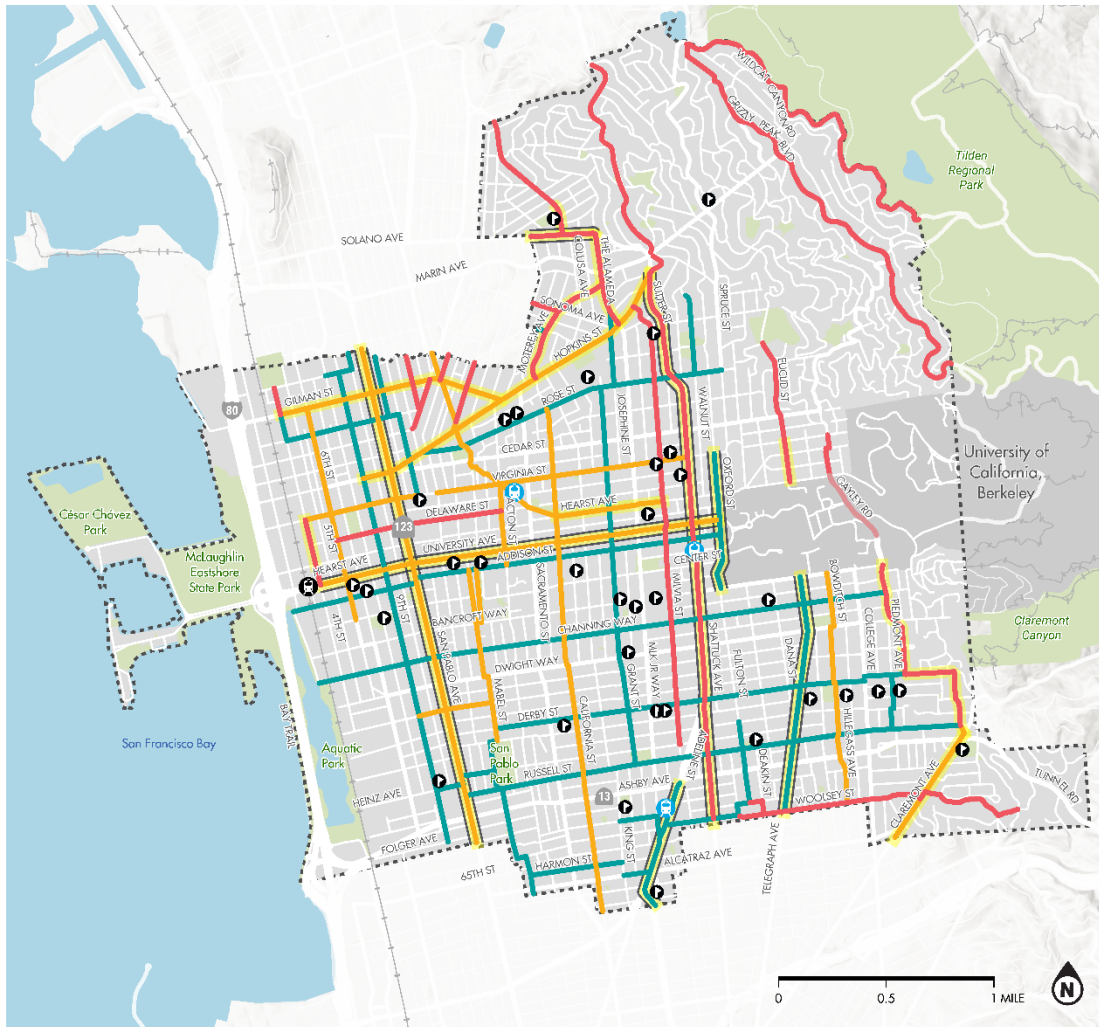 WILDCAT CANYON RD
GRIZZLY PEAK BLVD
Tilden
Regional
Park
SOLANO AVE
MARIN AVE
COLUSA AVE
THE ALAMEDA
SONOMA AVE
HOPKINS ST
SUTTER ST
SPRUCE ST
EUCLID ST
80
GILMAN ST
ROSE ST
WALNUT ST
JOSEPHINE ST
CEDAR ST
VIRGINIA ST
OXFORD ST
University of
California,
Berkeley
GAYLEY RD
6TH ST
César Chávez
Park
5TH ST
DELAWARE ST
ACTON ST
HEARST AVE
123
UNIVERSITY AVE
ADDISON ST
CENTER ST
McLaughlin
Eastshore
State Park
HEARST AVE
4TH ST
9TH ST
BANCROFT WAY
SACRAMENTO ST
CHANNING WAY
MILVIA ST
BOWDITCH ST
COLLEGE AVE
PIEDMONT AVE
Claremont
Canyon
SAN PABLO AVE
DWIGHT WAY
MABEL ST
GRANT ST
MLK JR WAY
SHATTUCK AVE
FULTON ST
DANA ST
DERBY ST
CALIFORNIA ST
HILLEGASS AVE
San Francisco Bay
BAY TRAIL
Aquatic
Park
San
Pablo
Park
RUSSELL ST
ADELINE ST
DEAKIN ST
ASHBY AVE
13
HEINZ AVE
WOOLSEY ST
CLAREMONT AVE
TUNNEL RD
FOLGER AVE
KING ST
TELEGRAPH AVE
65TH ST
HARMON ST
ALCATRAZ AVE
0 0.5 1 MILE
N